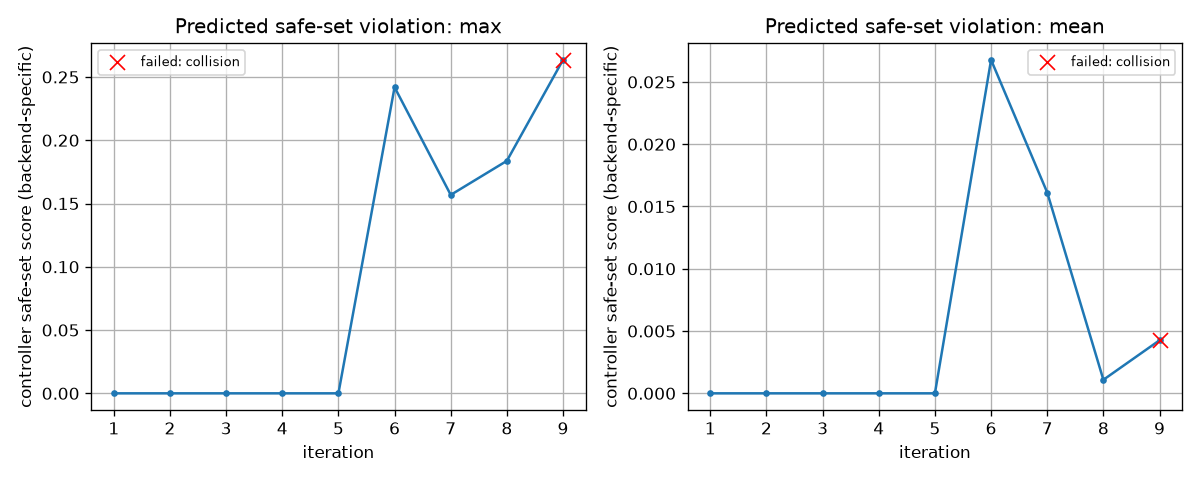 Predicted safe-set violation: max
controller safe-set score (backend-specific)
failed: collision
0.25
0.20
0.15
0.10
0.05
0.00
1 2 3 4 5 6 7 8 9
iteration
Predicted safe-set violation: mean
controller safe-set score (backend-specific)
failed: collision
0.025
0.020
0.015
0.010
0.005
0.000
1 2 3 4 5 6 7 8 9
iteration